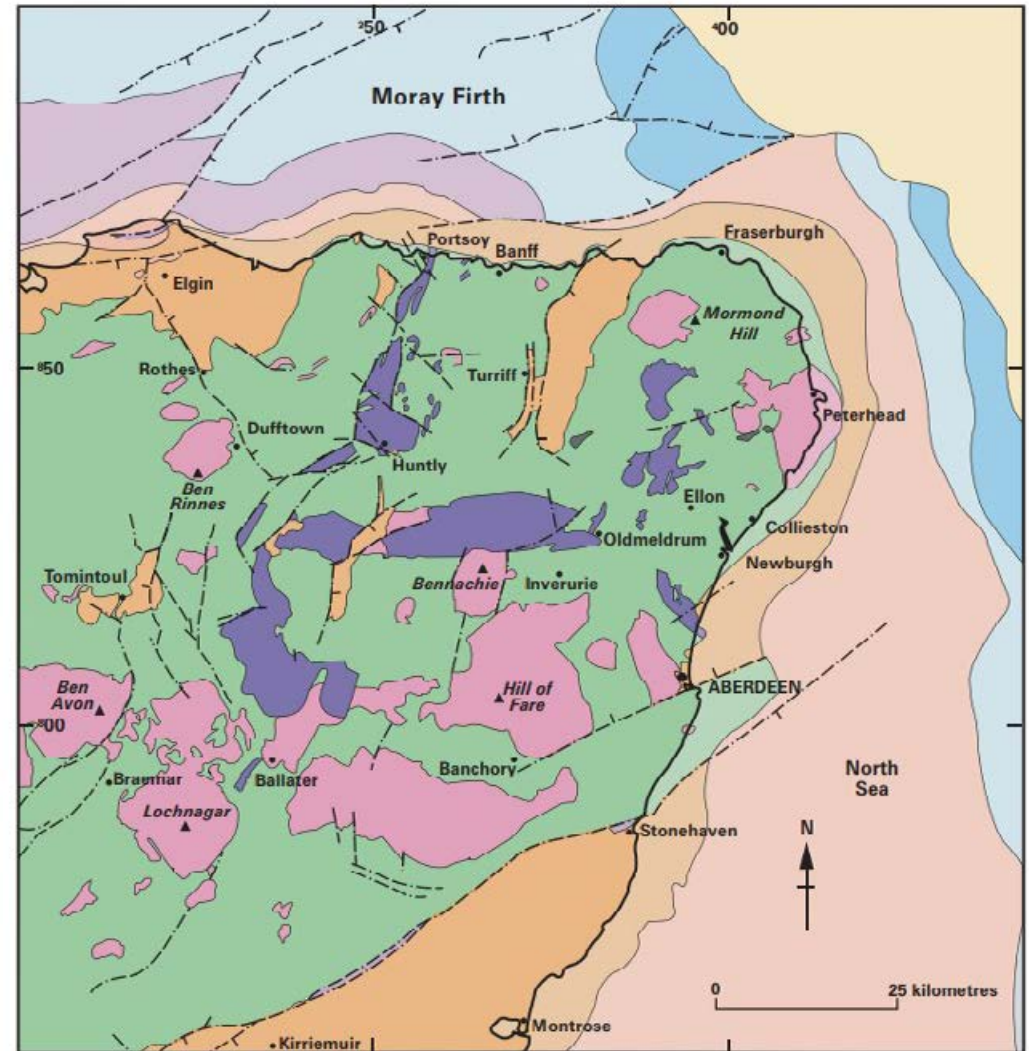 ³50
⁴00
Moray Firth
Portsoy
Banff
Fraserburgh
Elgin
Mormond
Hill
⁸50
Rothes
Turriff
Dufftown
Peterhead
Huntly
Ben
Rinnes
Ellon
Collieston
Oldmeldrum
Newburgh
Tomintoul
Bennachie
Inverurie
Ben
Avon
Hill of
Fare
ABERDEEN
⁸00
Braemar
Ballater
Banchory
North
Sea
Lochnagar
Stonehaven
N
0
25 kilometres
Montrose
Kirriemuir